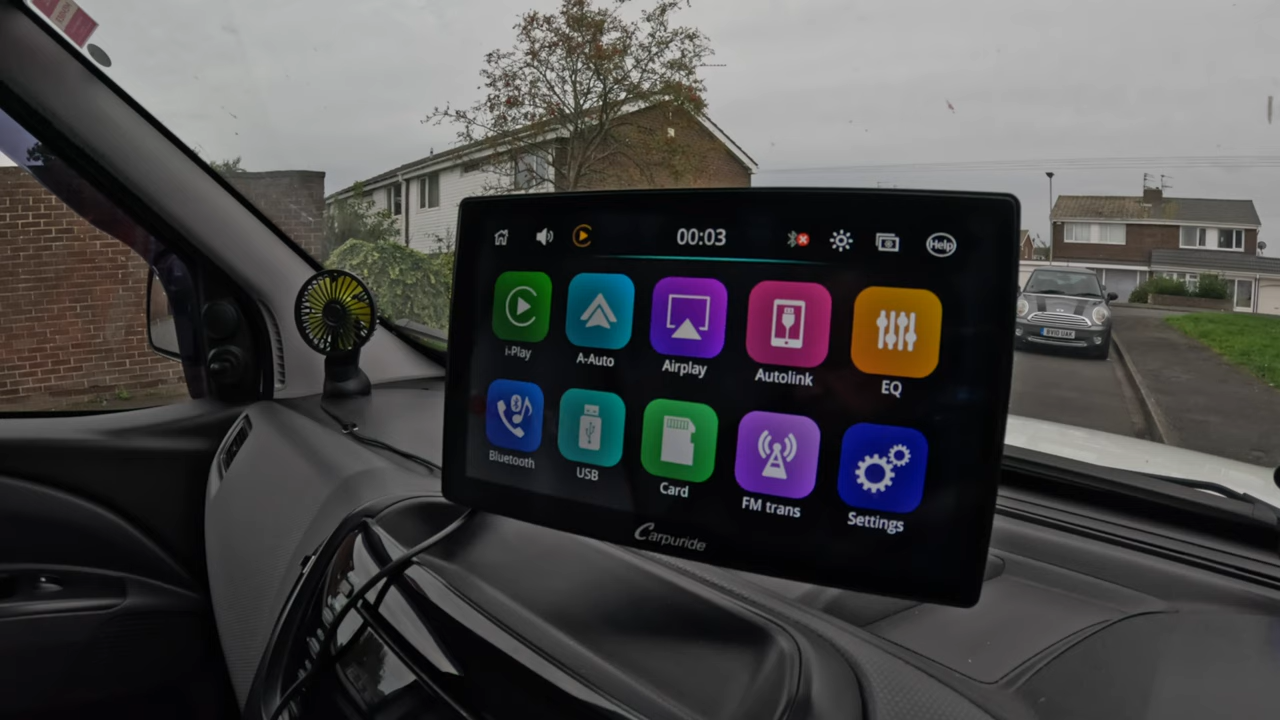 00:03
Help
i-Play
A-Auto
Airplay
Autolink
EQ
Bluetooth
USB
Card
FM trans
Settings
Carpuride